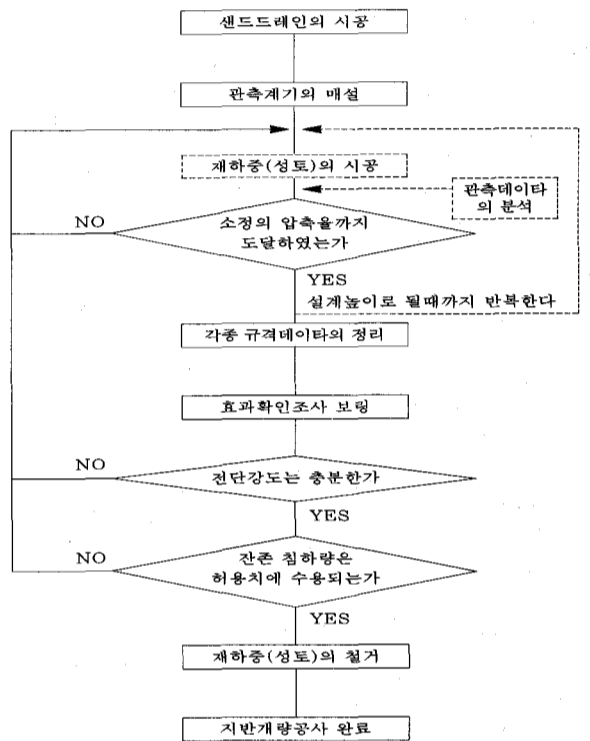 샌드드레인의 시공
관측계기의 매설
재하중(성토)의 시공
관측데이타
의 분석
NO
소정의 압축율까지
도달하였는가
YES
설계높이로 될때까지 반복한다
각종 규격데이타의 정리
효과확인조사 보링
NO
전단강도는 충분한가
YES
NO
잔존 침하량은
허용치에 수용되는가
YES
재하중(성토)의 철거
지반개량공사 완료